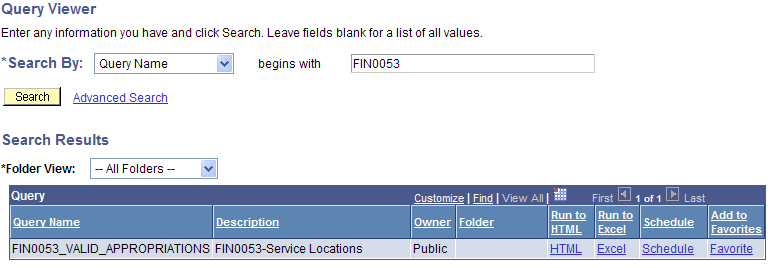 Query Viewer
Enter any information you have and click Search. Leave fields blank for a list of all values.
*Search By: Query Name begins with FIN0053
Search Advanced Search
Search Results
*Folder View: -- All Folders --
Query Customize | Find | View All | First 1 of 1 Last
Query Name Description Owner Folder Run to HTML Run to Excel Schedule Add to Favorites
FIN0053_VALID_APPROPRIATIONS FIN0053-Service Locations Public HTML Excel Schedule Favorite